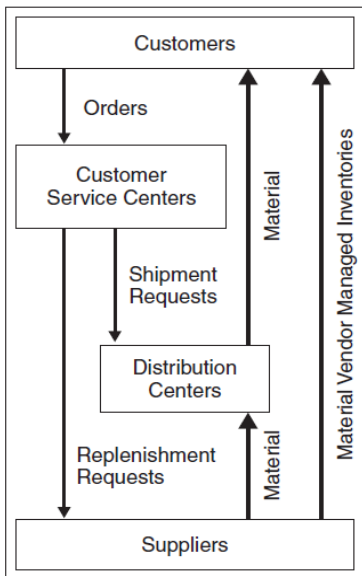 Customers
Orders
Customer
Service Centers
Shipment
Requests
Material
Material Vendor Managed Inventories
Distribution
Centers
Replenishment
Requests
Material
Suppliers